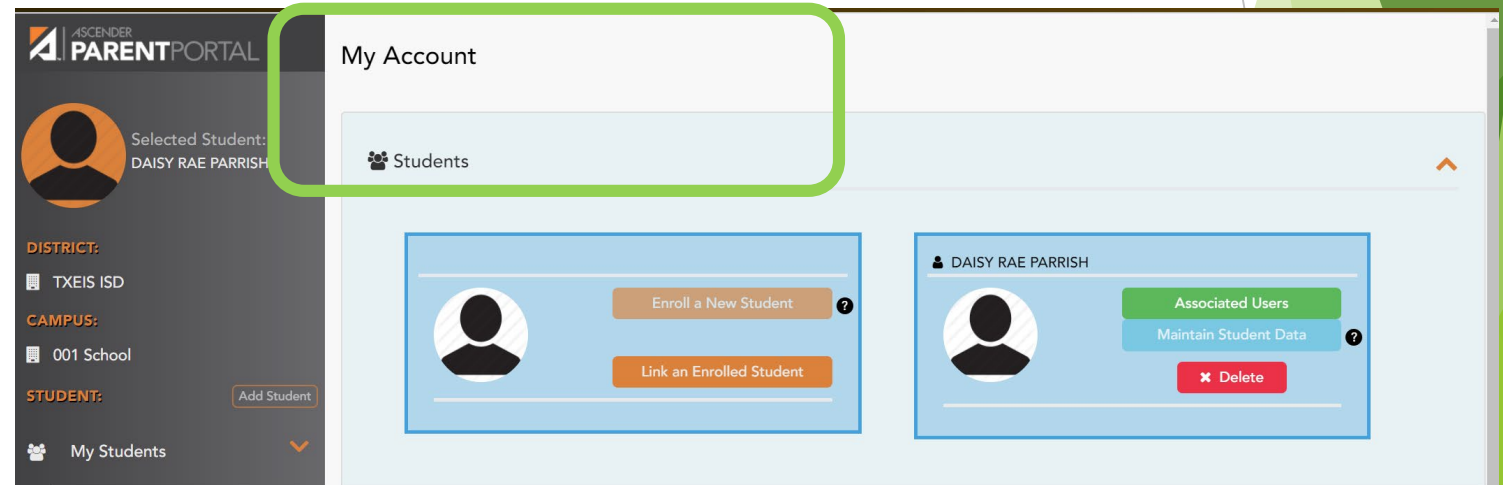 ASCENDER
PARENTPORTAL
Selected Student:
DAISY RAE PARRISH
DISTRICT:
TXEIS ISD
CAMPUS:
001 School
STUDENT:
Add Student
My Students
My Account
Students
Enroll a New Student ?
Link an Enrolled Student
DAISY RAE PARRISH
Associated Users
Maintain Student Data ?
✖ Delete